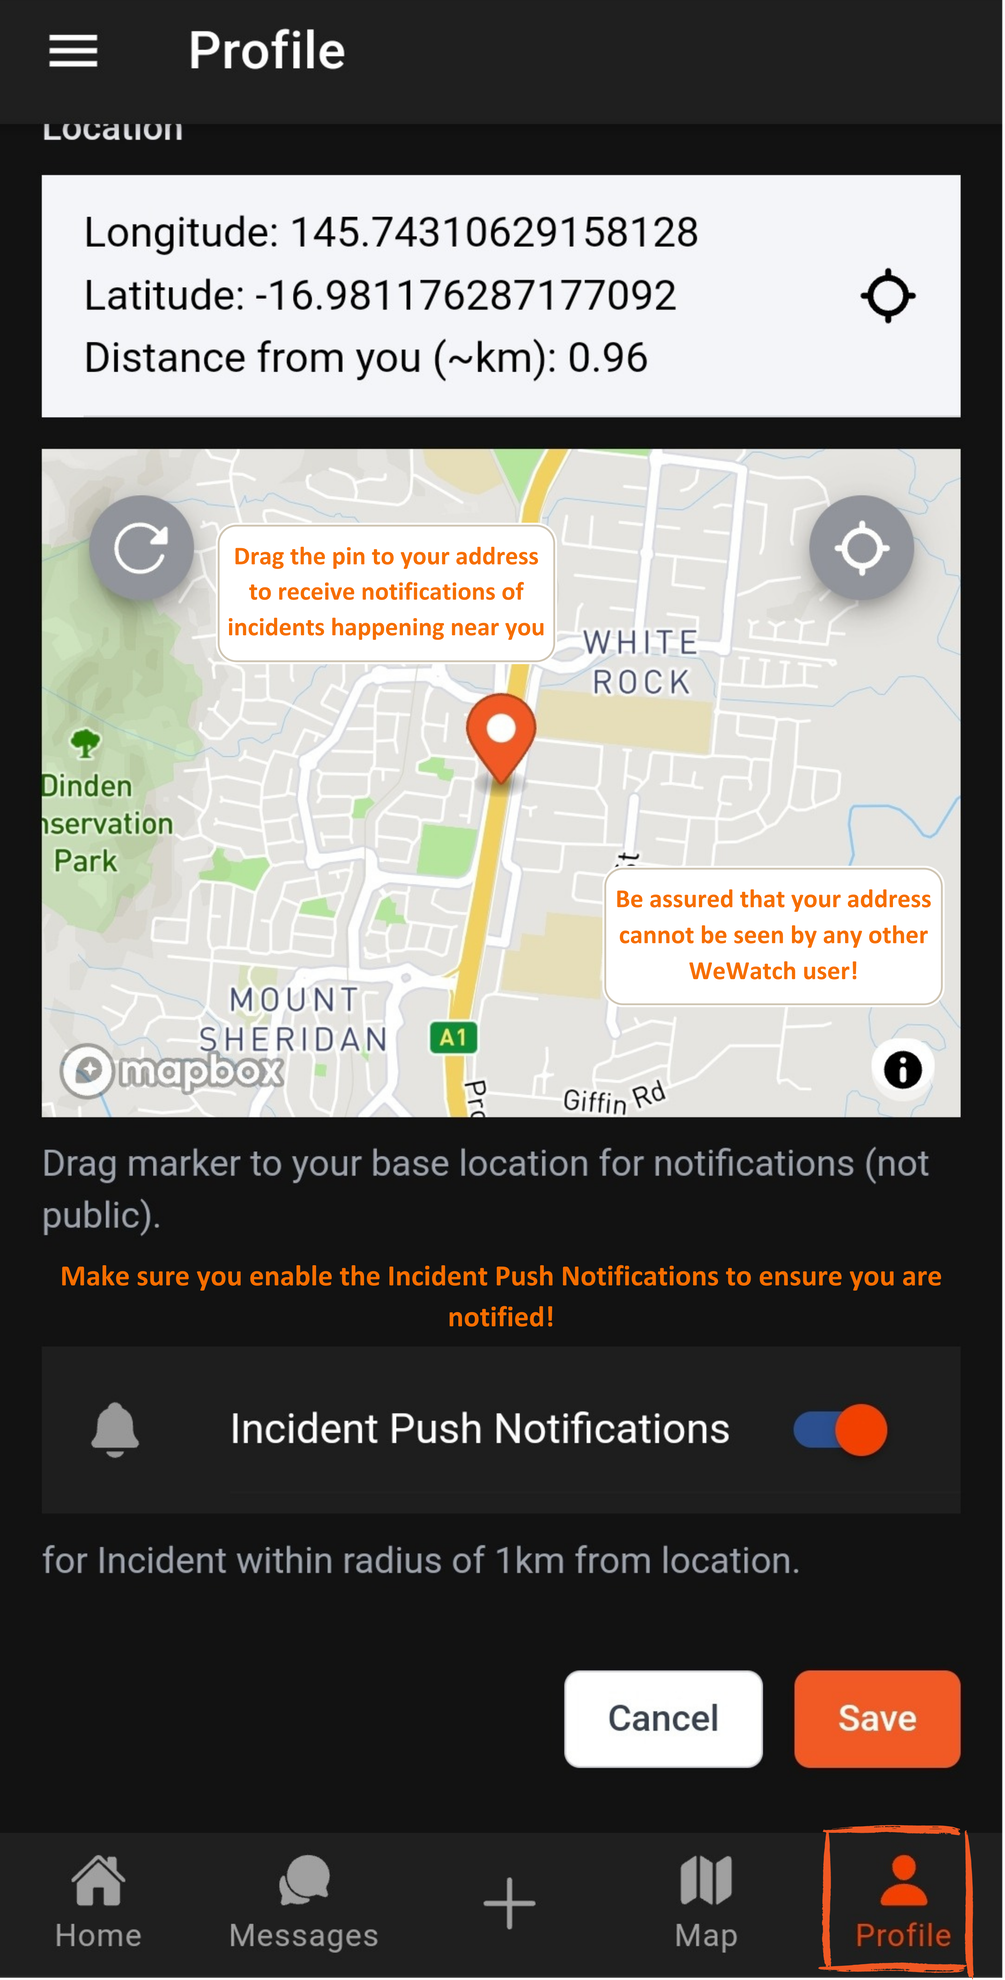 Profile
Location
Longitude: 145.74310629158128
Latitude: -16.981176287177092
Distance from you (~km): 0.96
Drag the pin to your address
to receive notifications of
incidents happening near you
WHITE
ROCK
Dinden
nservation
Park
st
Be assured that your address
cannot be seen by any other
WeWatch user!
MOUNT
SHERIDAN
A1
mapbox
Pro
Giffin Rd
Drag marker to your base location for notifications (not
public).
Make sure you enable the Incident Push Notifications to ensure you are
notified!
Incident Push Notifications
for Incident within radius of 1km from location.
Cancel
Save
Home
Messages
Map
Profile